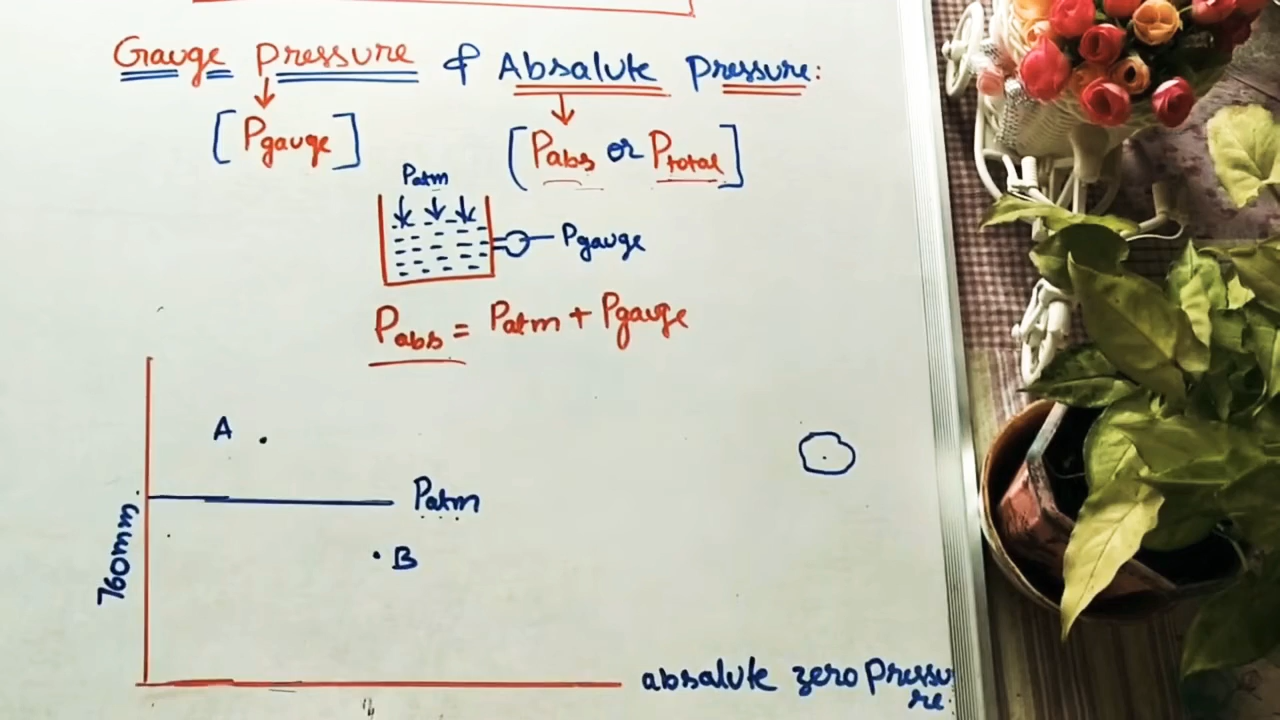 Gauge Pressure & Absalute Pressure:
[Pgauge] [Pabs or Ptotal]
Patm
Pgauge
Pabs = Patm + Pgauge
A
Patm
760mm
B
absalute zero Pressu
re.